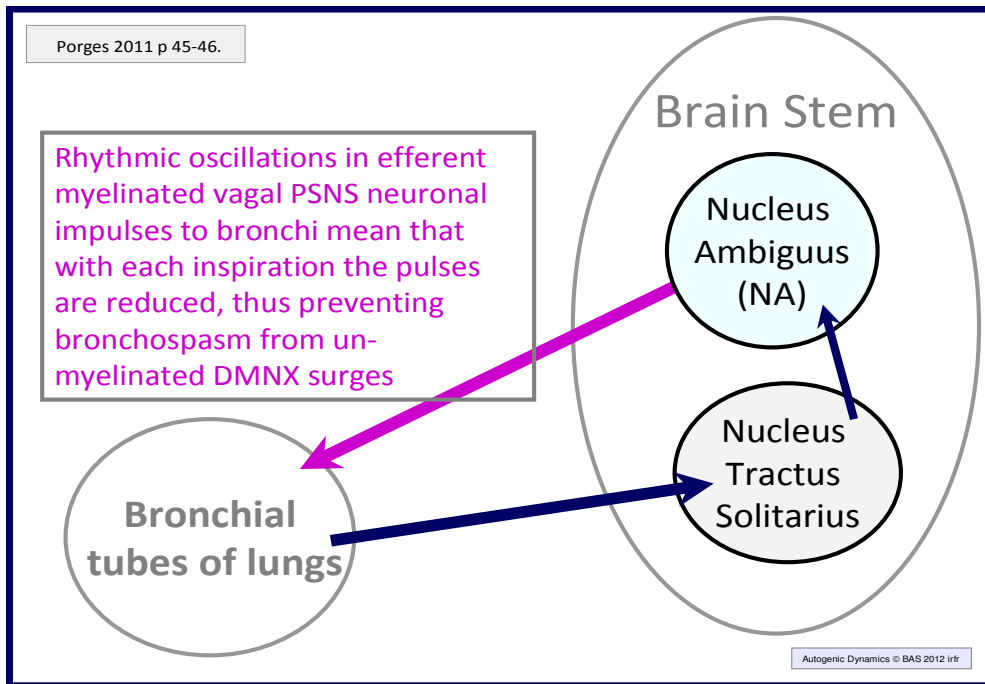 Porges 2011 p 45-46.
Brain Stem
Rhythmic oscillations in efferent
myelinated vagal PSNS neuronal
impulses to bronchi mean that
with each inspiration the pulses
are reduced, thus preventing
bronchospasm from un-
myelinated DMNX surges
Nucleus
Ambiguus
(NA)
Nucleus
Tractus
Solitarius
Bronchial
tubes of lungs
Autogenic Dynamics © BAS 2012 irfr